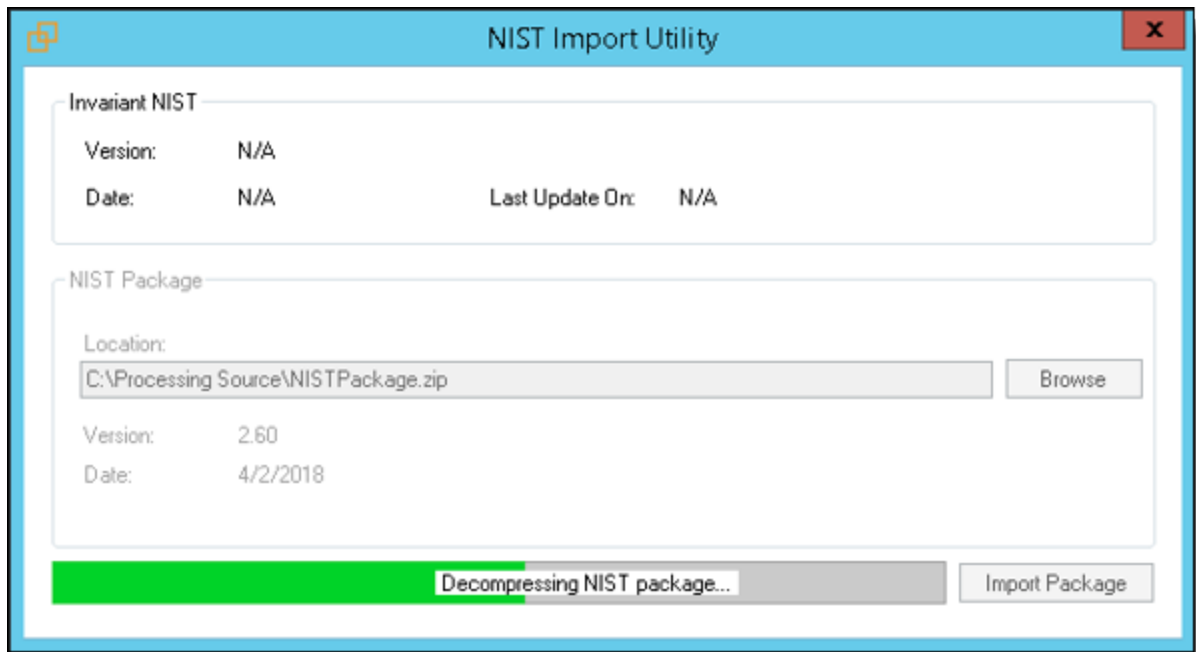 NIST Import Utility
x
Invariant NIST
Version: N/A
Date: N/A Last Update On: N/A
NIST Package
Location:
C:\Processing Source\NISTPackage.zip Browse
Version: 2.60
Date: 4/2/2018
Decompressing NIST package... Import Package